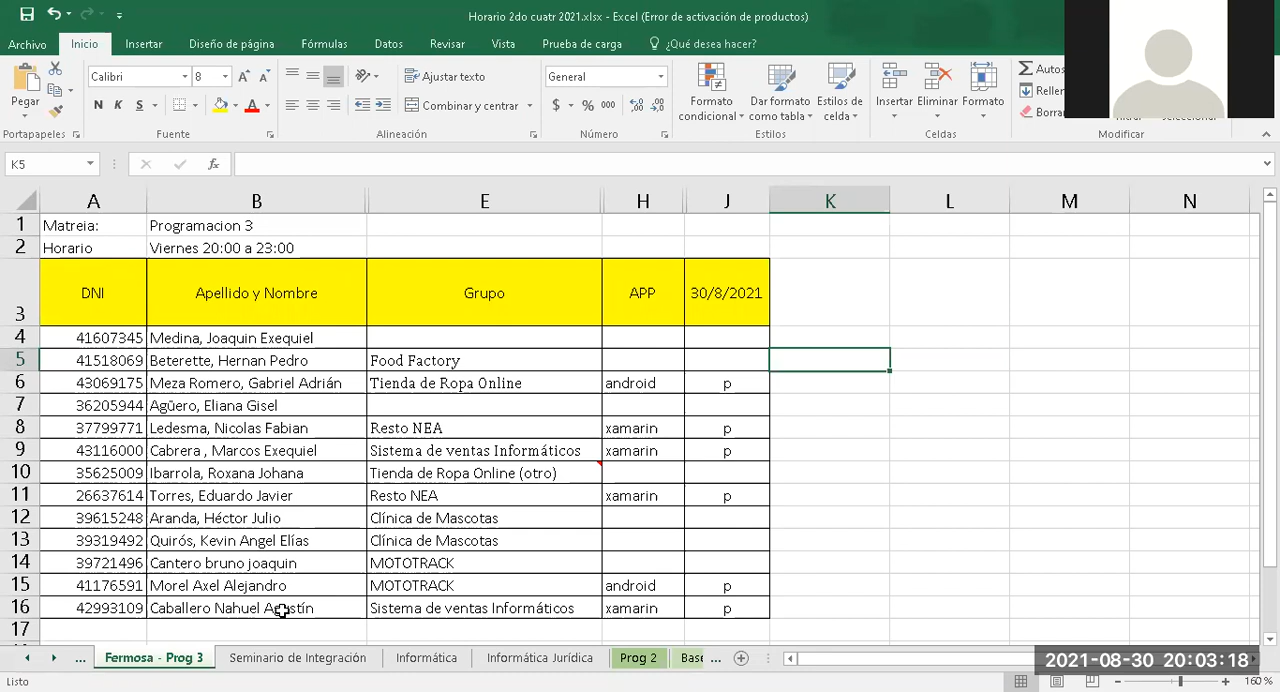 Horario 2do cuatr 2021.xlsx - Excel (Error de activación de productos)
Archivo Inicio Insertar Diseño de página Fórmulas Datos Revisar Vista Prueba de carga ¿Qué desea hacer?
Pegar
Calibri 8
N K S
Ajustar texto
Combinar y centrar
General
$ % 000
Formato condicional
Dar formato como tabla
Estilos de celda
Insertar Eliminar Formato
Autos
Rellen
Borra
Portapapeles Fuente Alineación Número Estilos Celdas Modificar
K5 fx
A B E H J K L M N
1 Matreia: Programacion 3
2 Horario Viernes 20:00 a 23:00
3 DNI Apellido y Nombre Grupo APP 30/8/2021
4 41607345 Medina, Joaquin Exequiel
5 41518069 Beterette, Hernan Pedro Food Factory
6 43069175 Meza Romero, Gabriel Adrián Tienda de Ropa Online android p
7 36205944 Agüero, Eliana Gisel
8 37799771 Ledesma, Nicolas Fabian Resto NEA xamarin p
9 43116000 Cabrera , Marcos Exequiel Sistema de ventas Informáticos xamarin p
10 35625009 Ibarrola, Roxana Johana Tienda de Ropa Online (otro)
11 26637614 Torres, Eduardo Javier Resto NEA xamarin p
12 39615248 Aranda, Héctor Julio Clínica de Mascotas
13 39319492 Quirós, Kevin Angel Elías Clínica de Mascotas
14 39721496 Cantero bruno joaquin MOTOTRACK
15 41176591 Morel Axel Alejandro MOTOTRACK android p
16 42993109 Caballero Nahuel Agustín Sistema de ventas Informáticos xamarin p
17
... Fermosa - Prog 3 Seminario de Integración Informática Informática Jurídica Prog 2 Base ...
2021-08-30 20:03:18
Listo 160 %